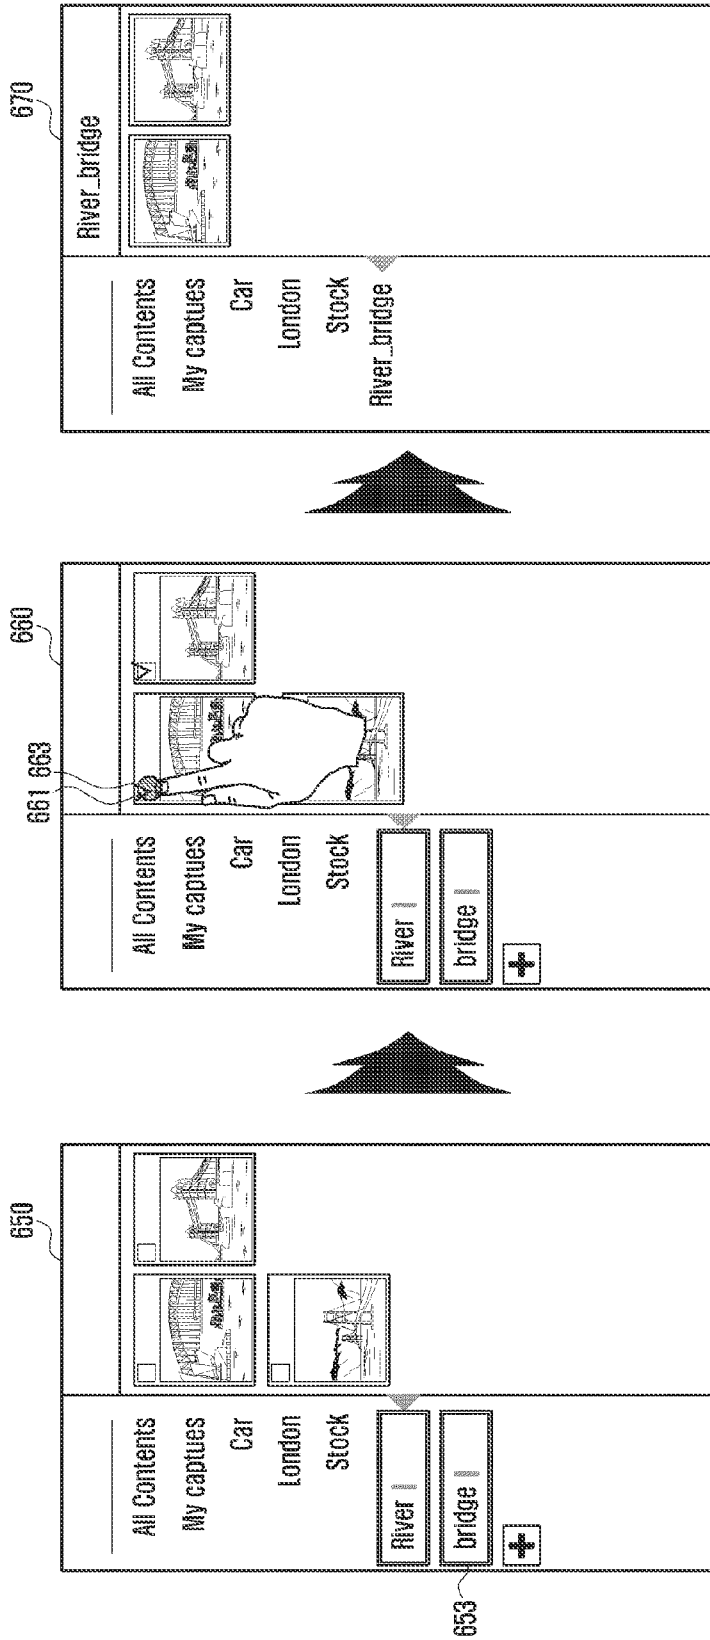 650
All Contents
My captues
Car
London
Stock
River
bridge
+
653
660
661 663
All Contents
My captues
Car
London
Stock
River
bridge
+
670
River_bridge
All Contents
My captues
Car
London
Stock
River_bridge